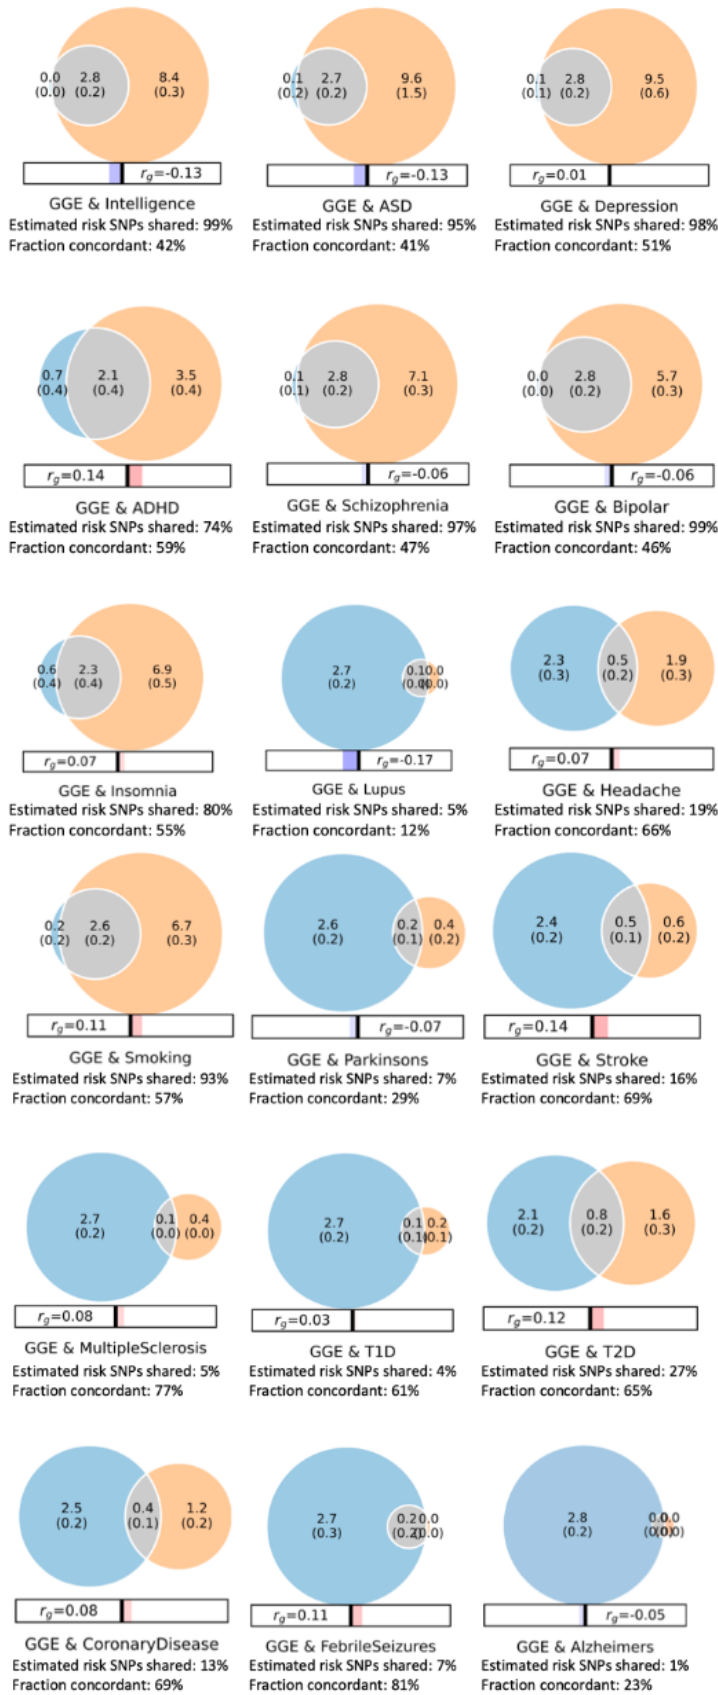 0.0 2.8 8.4
(0.0) (0.2) (0.3)
rg=-0.13
GGE & Intelligence
Estimated risk SNPs shared: 99%
Fraction concordant: 42%
0.1 2.7 9.6
(0.2) (0.2) (1.5)
rg=-0.13
GGE & ASD
Estimated risk SNPs shared: 95%
Fraction concordant: 41%
0.1 2.8 9.5
(0.1) (0.2) (0.6)
rg=0.01
GGE & Depression
Estimated risk SNPs shared: 98%
Fraction concordant: 51%
0.7 2.1 3.5
(0.4) (0.4) (0.4)
rg=0.14
GGE & ADHD
Estimated risk SNPs shared: 74%
Fraction concordant: 59%
0.1 2.8 7.1
(0.1) (0.2) (0.3)
rg=-0.06
GGE & Schizophrenia
Estimated risk SNPs shared: 97%
Fraction concordant: 47%
0.0 2.8 5.7
(0.0) (0.2) (0.3)
rg=-0.06
GGE & Bipolar
Estimated risk SNPs shared: 99%
Fraction concordant: 46%
0.6 2.3 6.9
(0.4) (0.4) (0.5)
rg=0.07
GGE & Insomnia
Estimated risk SNPs shared: 80%
Fraction concordant: 55%
2.7 0.1 0.0
(0.2) (0.0) (0.0)
rg=-0.17
GGE & Lupus
Estimated risk SNPs shared: 5%
Fraction concordant: 12%
2.3 0.5 1.9
(0.3) (0.2) (0.3)
rg=0.07
GGE & Headache
Estimated risk SNPs shared: 19%
Fraction concordant: 66%
0.2 2.6 6.7
(0.2) (0.2) (0.3)
rg=0.11
GGE & Smoking
Estimated risk SNPs shared: 93%
Fraction concordant: 57%
2.6 0.2 0.4
(0.2) (0.1) (0.2)
rg=-0.07
GGE & Parkinsons
Estimated risk SNPs shared: 7%
Fraction concordant: 29%
2.4 0.5 0.6
(0.2) (0.1) (0.2)
rg=0.14
GGE & Stroke
Estimated risk SNPs shared: 16%
Fraction concordant: 69%
2.7 0.1 0.4
(0.2) (0.0) (0.0)
rg=0.08
GGE & MultipleSclerosis
Estimated risk SNPs shared: 5%
Fraction concordant: 77%
2.7 0.1 0.2
(0.2) (0.1) (0.1)
rg=0.03
GGE & T1D
Estimated risk SNPs shared: 4%
Fraction concordant: 61%
2.1 0.8 1.6
(0.2) (0.2) (0.3)
rg=0.12
GGE & T2D
Estimated risk SNPs shared: 27%
Fraction concordant: 65%
2.5 0.4 1.2
(0.2) (0.1) (0.2)
rg=0.08
GGE & CoronaryDisease
Estimated risk SNPs shared: 13%
Fraction concordant: 69%
2.7 0.2 0.0
(0.3) (0.2) (0.0)
rg=0.11
GGE & FebrileSeizures
Estimated risk SNPs shared: 7%
Fraction concordant: 81%
2.8 0.0 0.0
(0.2) (0.0) (0.0)
rg=-0.05
GGE & Alzheimers
Estimated risk SNPs shared: 1%
Fraction concordant: 23%